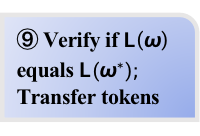 ⑨ Verify if L(ω)
equals L(ω*);
Transfer tokens